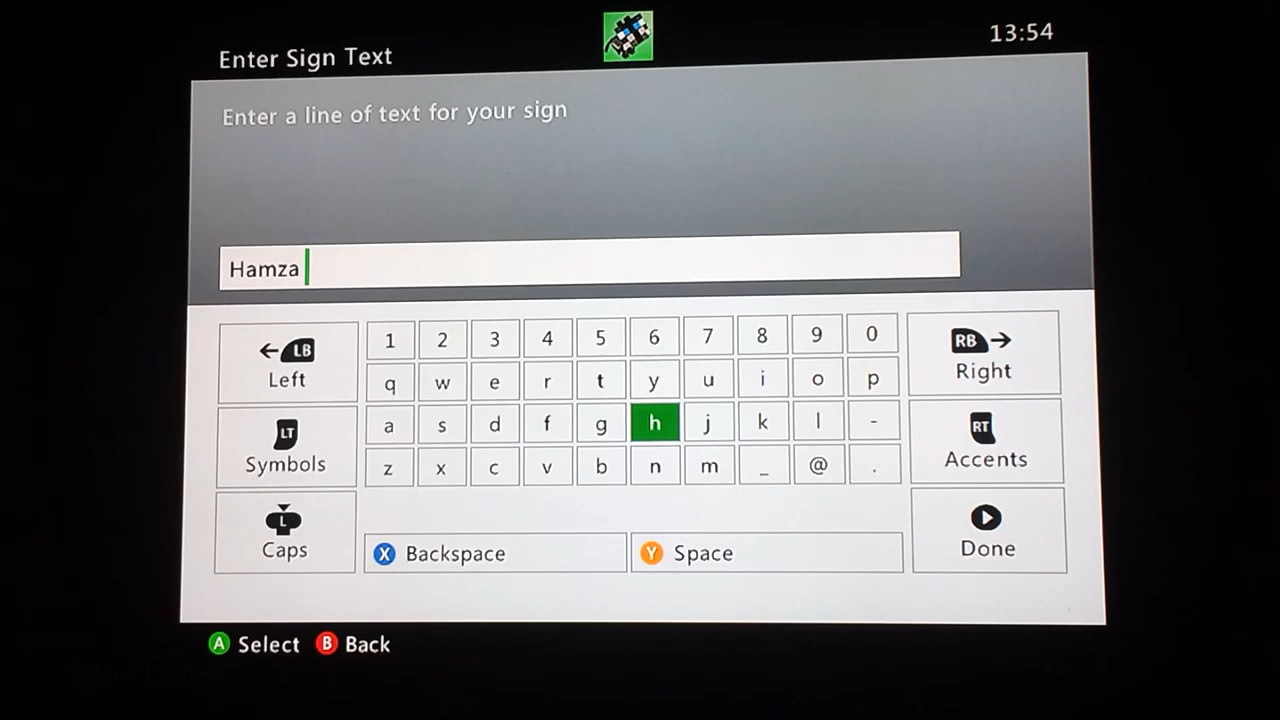 Enter Sign Text
13:54
Enter a line of text for your sign
Hamza
LB Left
LT Symbols
L Caps
1 2 3 4 5 6 7 8 9 0
q w e r t y u i o p
a s d f g h j k l -
z x c v b n m _ @ .
X Backspace
Y Space
RB Right
RT Accents
Done
A Select B Back